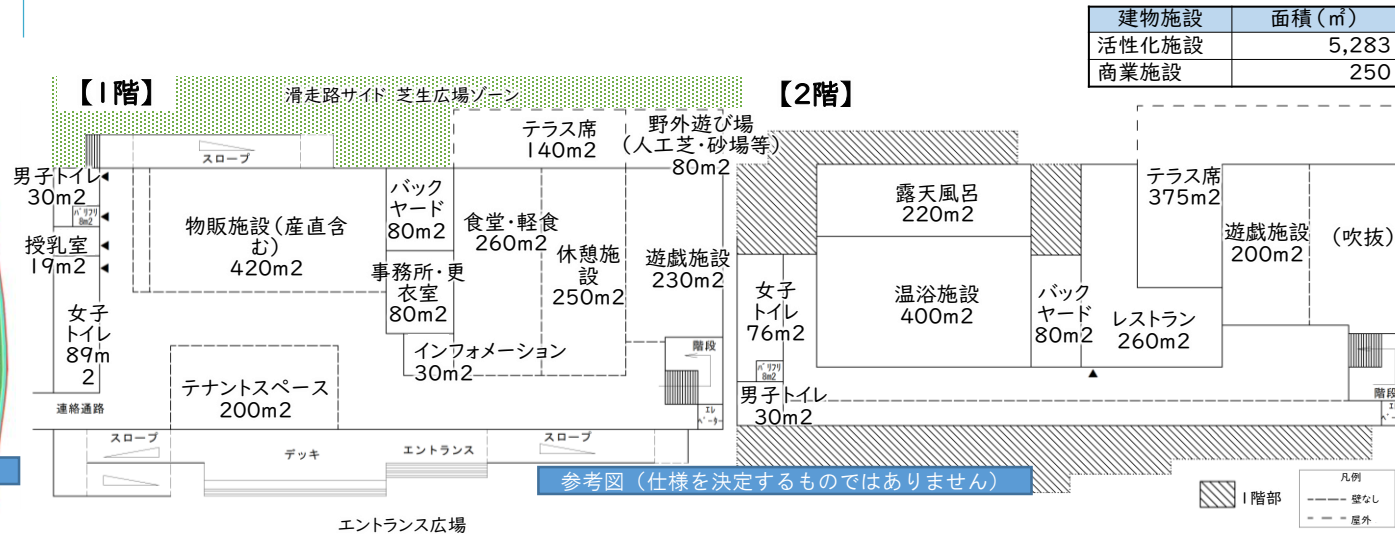 建物施設 面積(㎡)
活性化施設 5,283
商業施設 250
【1階】
滑走路サイド 芝生広場ゾーン
スロープ
男子トイレ
30m2
バリフリ
8m2
授乳室
19m2
女子
トイレ
89m
2
連絡通路
物販施設(産直含
む)
420m2
バック
ヤード
80m2
事務所・更
衣室
80m2
テラス席
140m2
野外遊び場
(人工芝・砂場等)
80m2
食堂・軽食
260m2
休憩施
設
250m2
遊戯施設
230m2
インフォメーション
30m2
階段
エレ
ベーター
テナントスペース
200m2
スロープ
デッキ
エントランス
スロープ
エントランス広場
【2階】
露天風呂
220m2
温浴施設
400m2
女子
トイレ
76m2
バリフリ
8m2
男子トイレ
30m2
バック
ヤード
80m2
テラス席
375m2
レストラン
260m2
遊戯施設
200m2
(吹抜)
階段
参考図(仕様を決定するものではありません)
1階部
凡例
壁なし
屋外